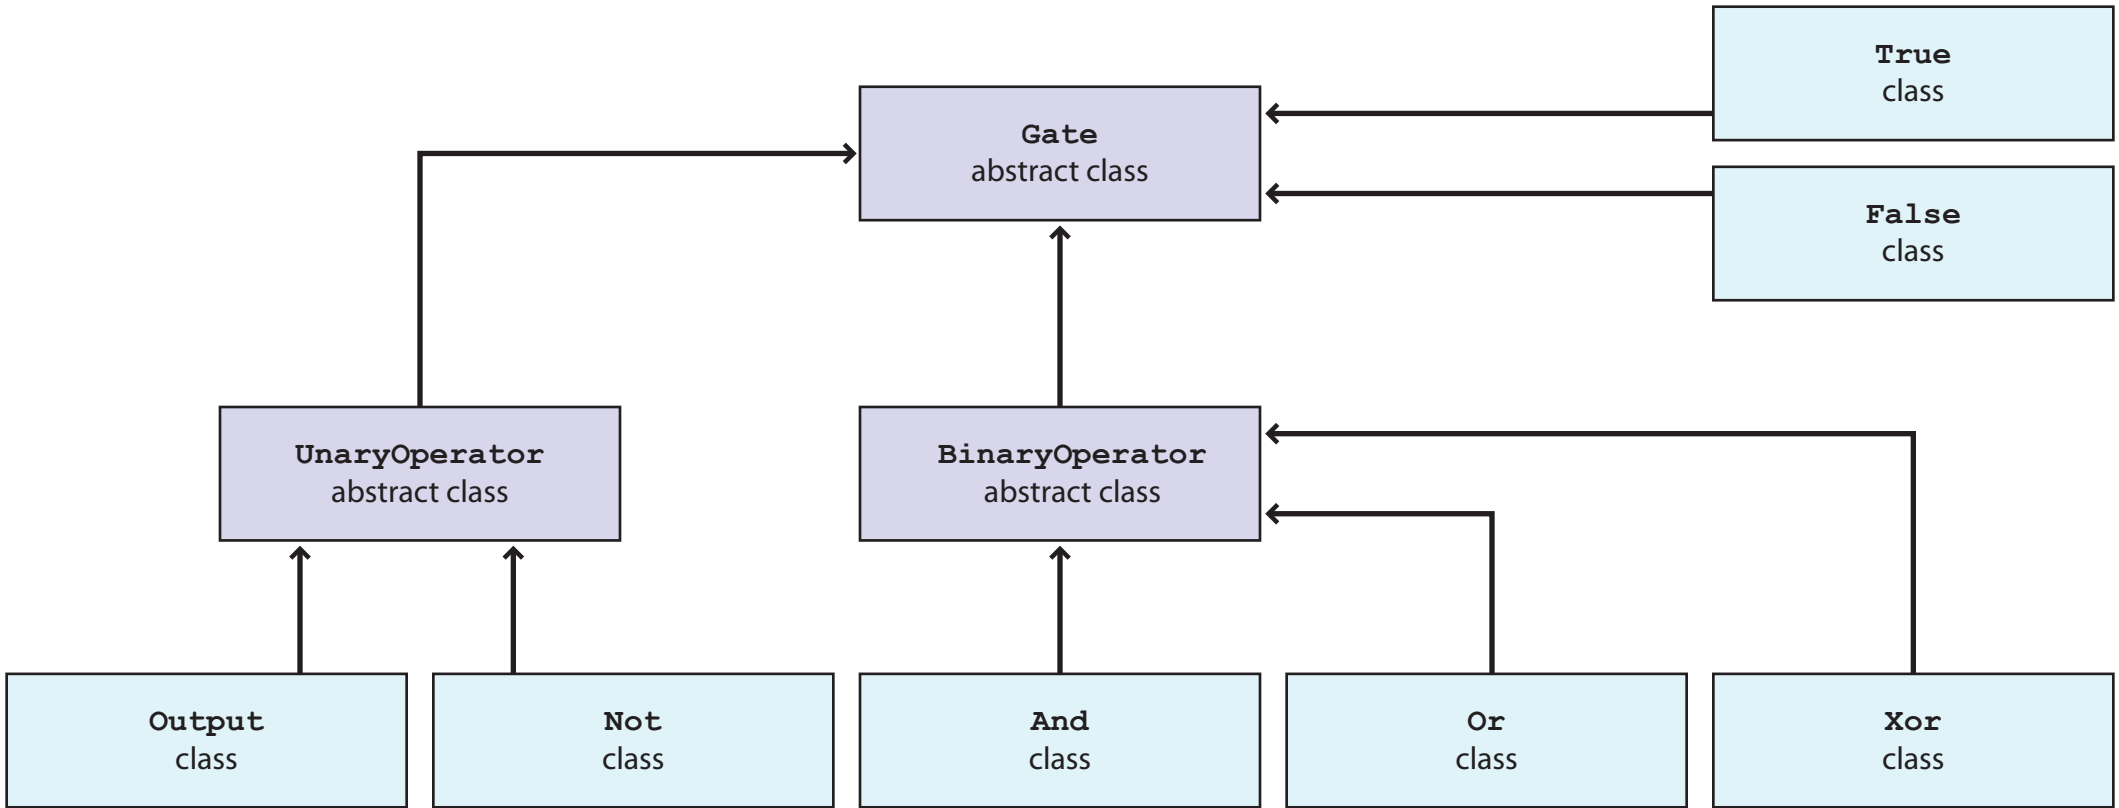 True
class
Gate
abstract class
False
class
UnaryOperator
abstract class
BinaryOperator
abstract class
Output
class
Not
class
And
class
Or
class
Xor
class